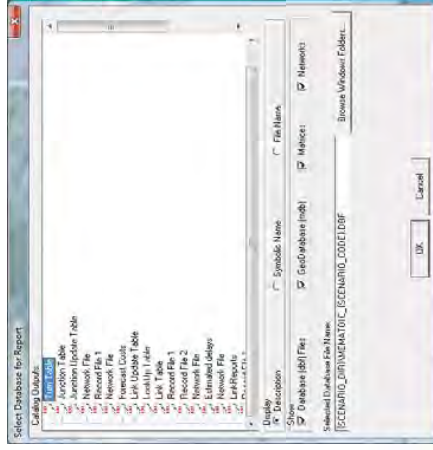 Select Database for Report
Catalog Outputs:
Turn Table
Junction Table
Junction Update Table
Network File
Record File 1
Network File
Forecast Costs
Link Update Table
LookUp Table
Link Table
Record File 1
Record File 2
Network File
Estimated delays
Network File
LinkReports
Display
Description
Symbolic Name
File Name
Show
Database (db) Files
GeoDatabase (mdb)
Matrices
Networks
Selected Database File Name:
Browse Windows Folders...
OK
Cancel